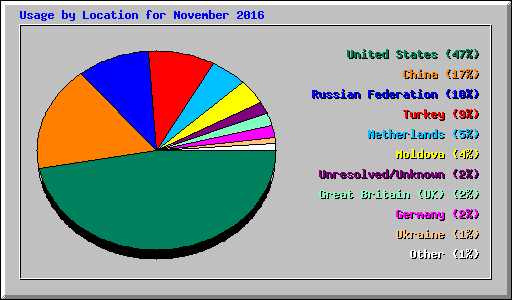 Usage by Location for November 2016
United States (47%)
China (17%)
Russian Federation (10%)
Turkey (9%)
Netherlands (5%)
Moldova (4%)
Unresolved/Unknown (2%)
Great Britain (UK) (2%)
Germany (2%)
Ukraine (1%)
Other (1%)